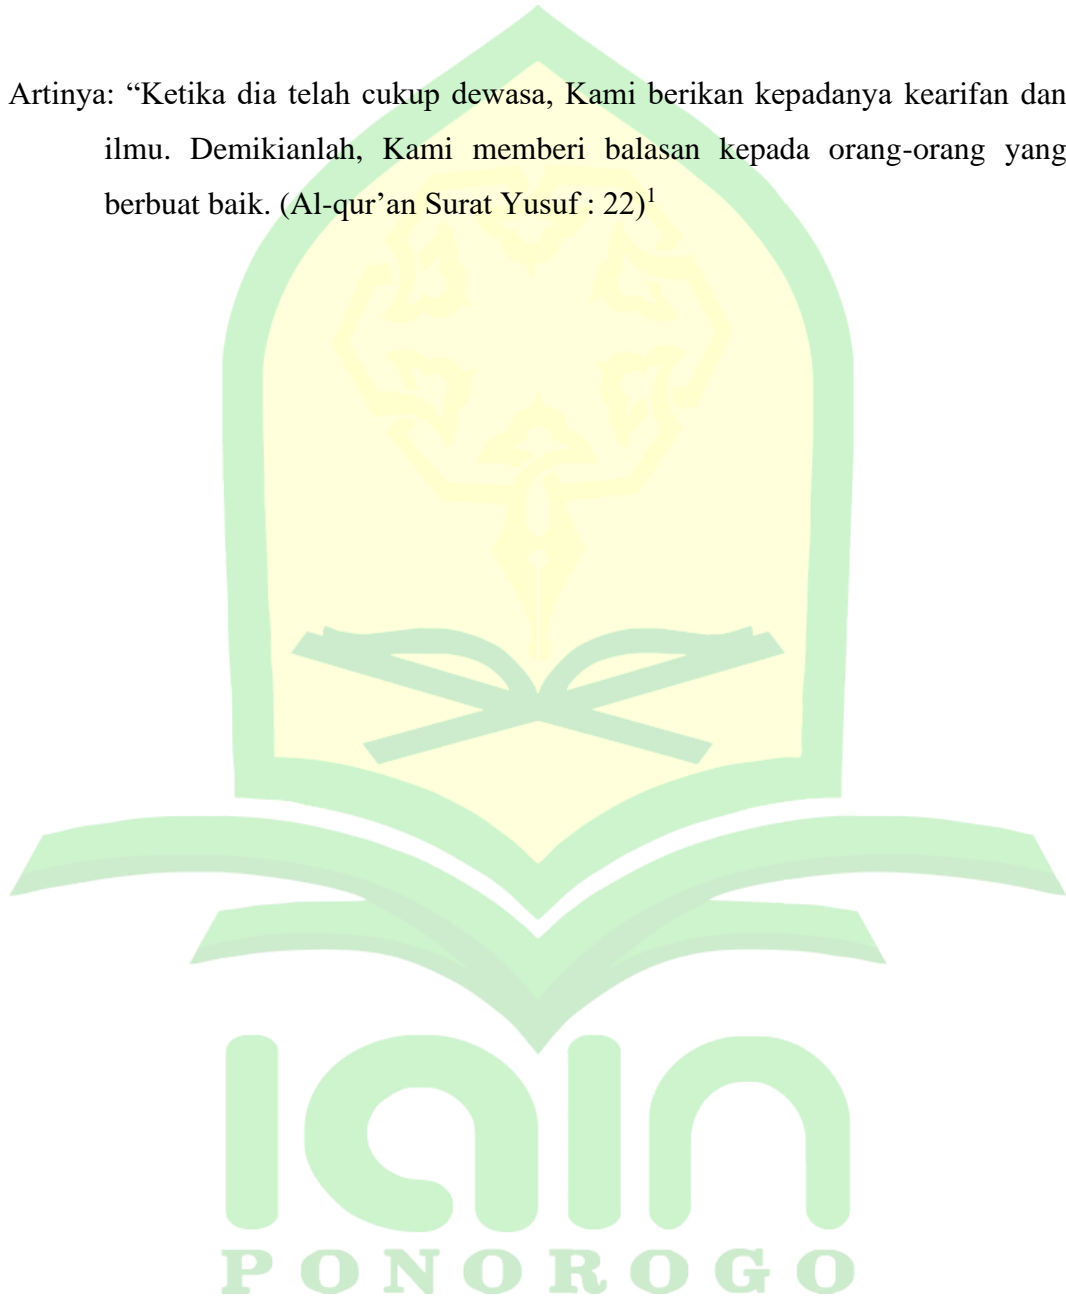 Artinya: “Ketika dia telah cukup dewasa, Kami berikan kepadanya kearifan dan
ilmu. Demikianlah, Kami memberi balasan kepada orang-orang yang
berbuat baik. (Al-qur’an Surat Yusuf : 22)¹
iain
PONOROGO